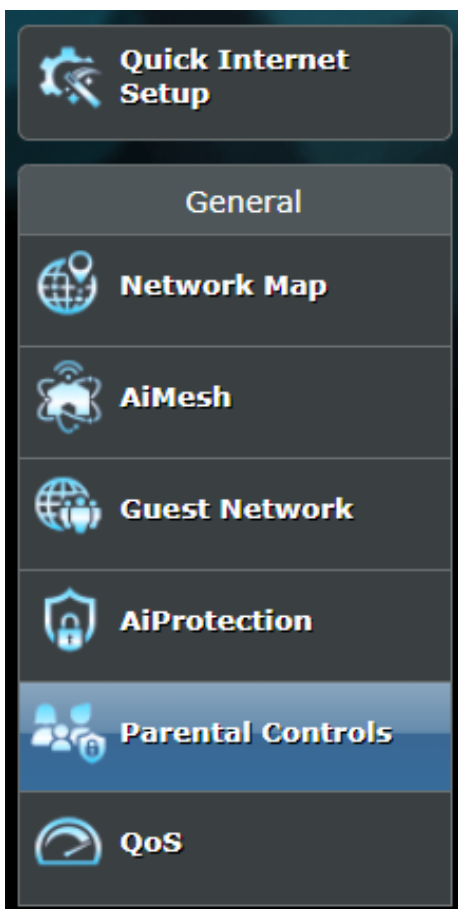 Quick Internet
Setup
General
Network Map
AiMesh
Guest Network
AiProtection
Parental Controls
QoS